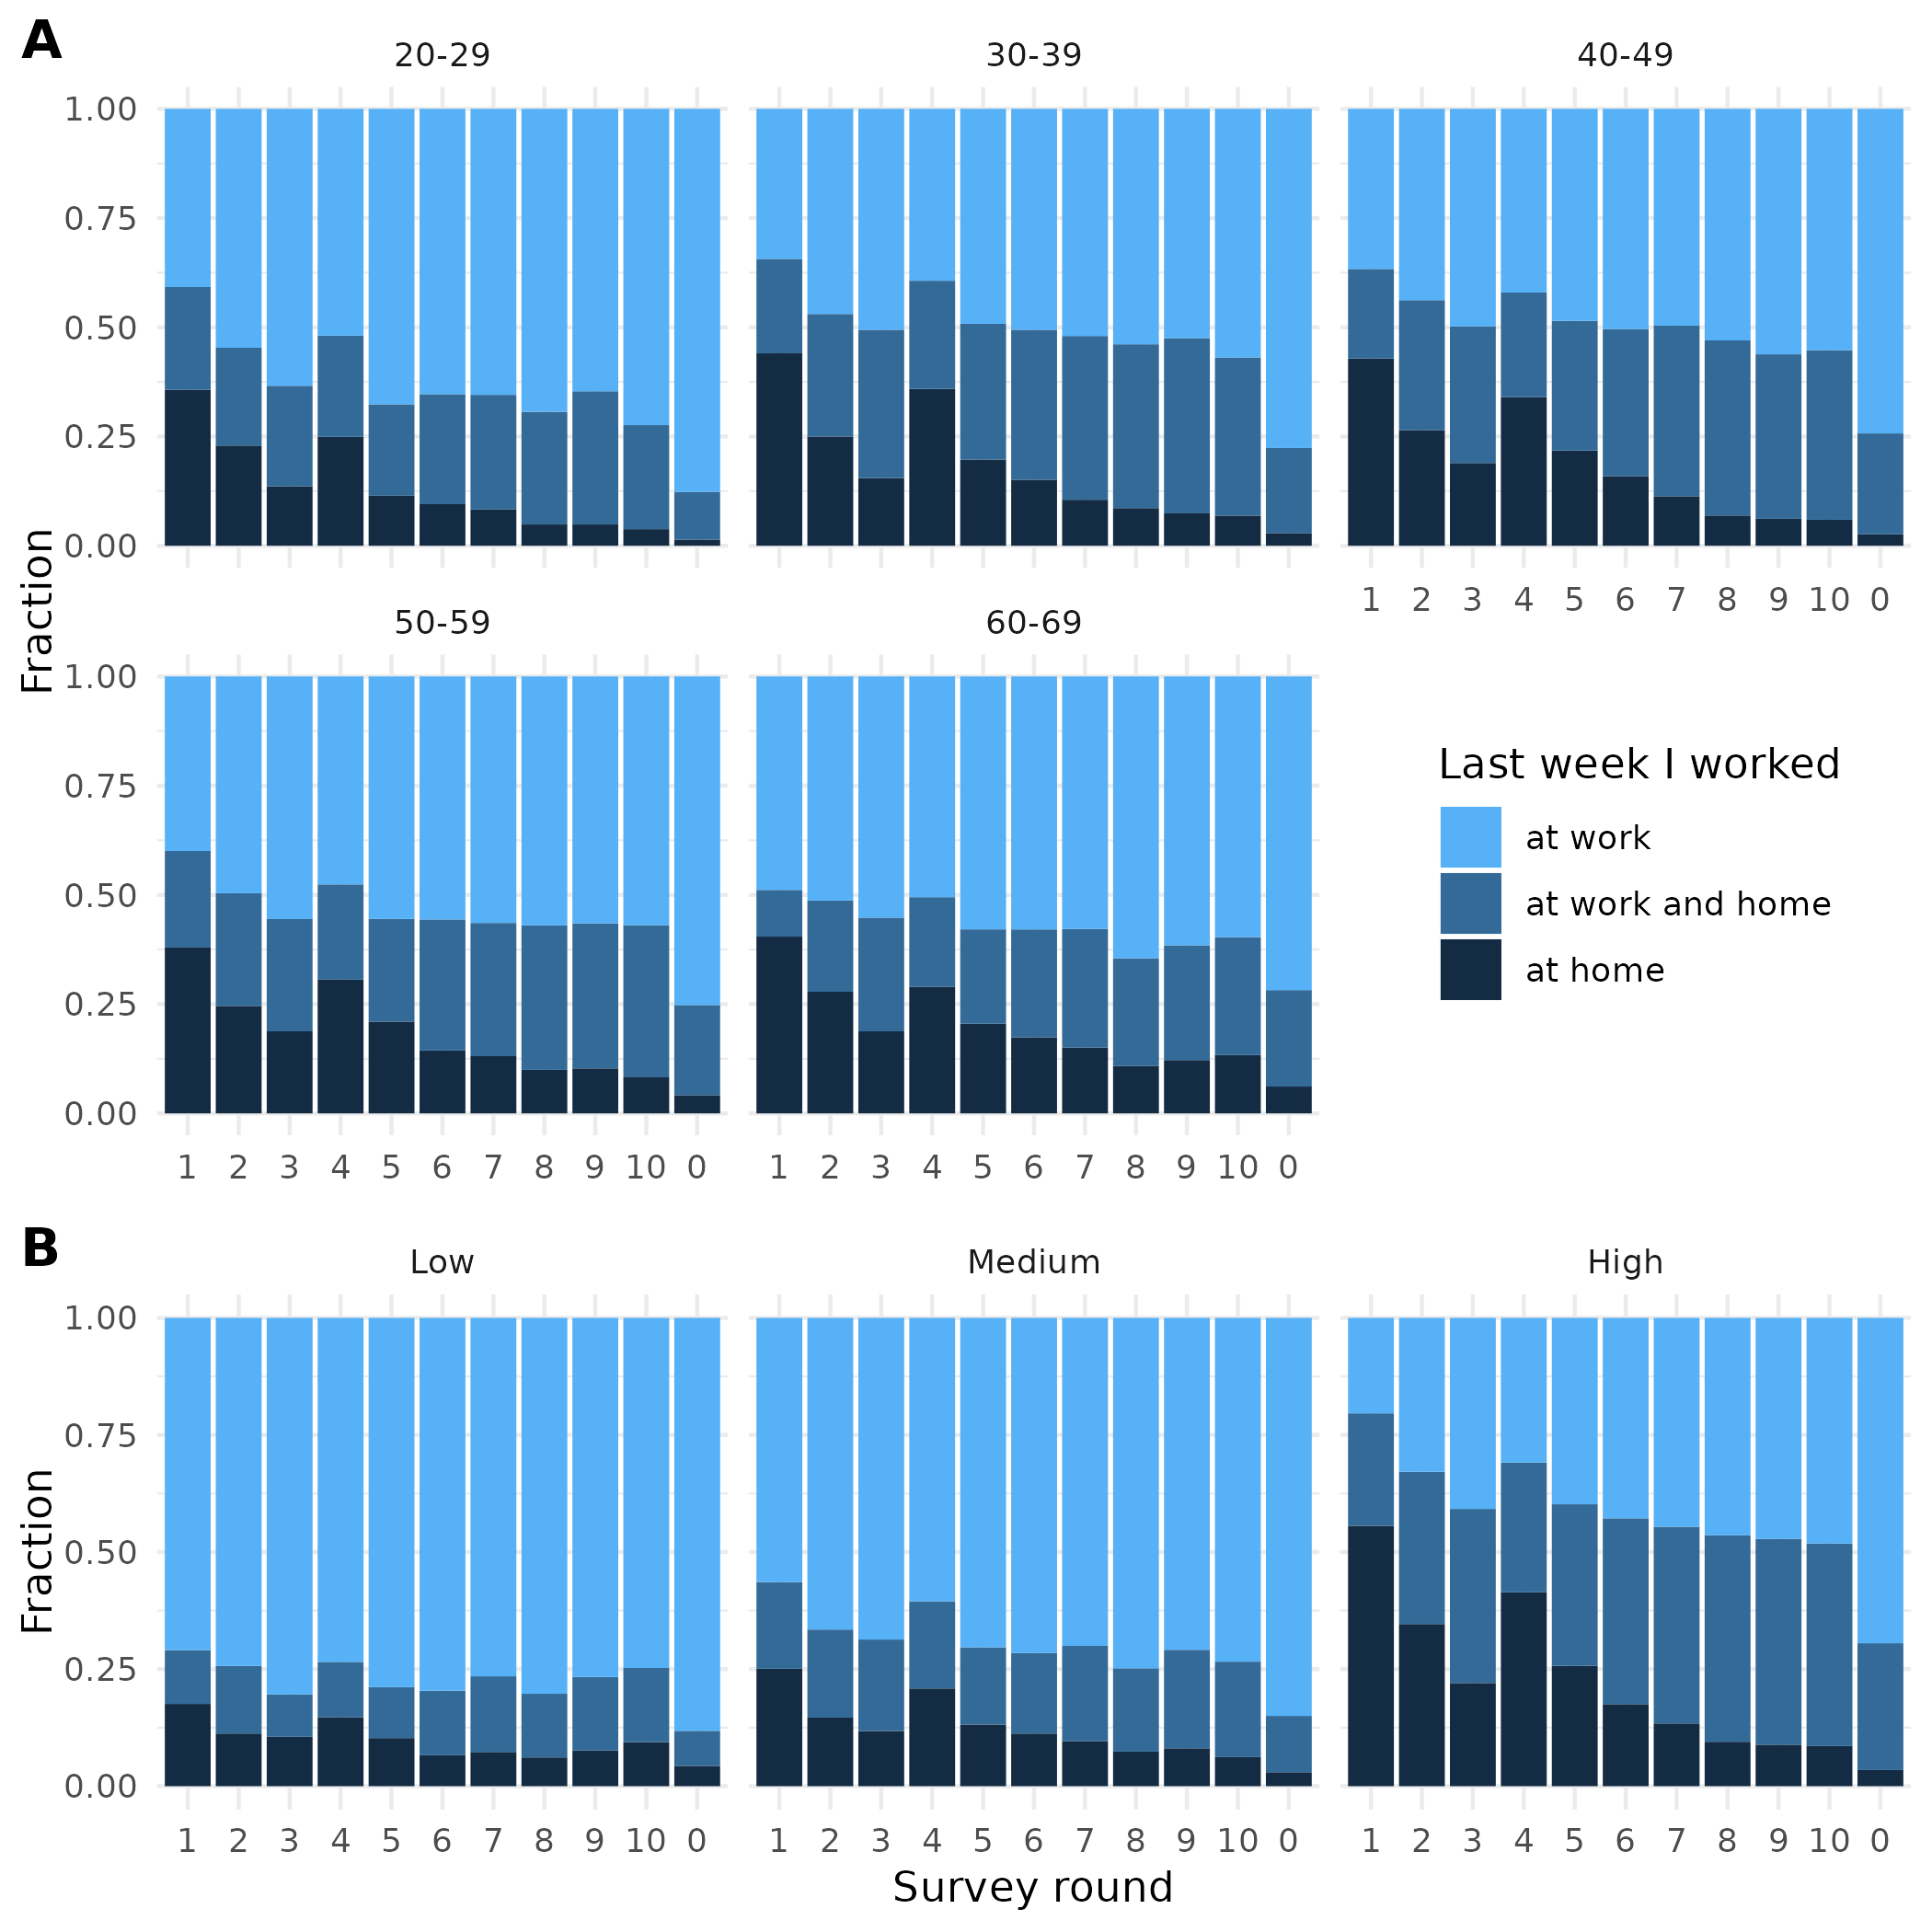 A
20-29 30-39 40-49
1.00
0.75
0.50
0.25
0.00
1 2 3 4 5 6 7 8 9 10 0
Fraction
50-59 60-69
1.00
0.75
0.50
0.25
0.00
1 2 3 4 5 6 7 8 9 10 0 1 2 3 4 5 6 7 8 9 10 0
Last week I worked
at work
at work and home
at home
B
Low Medium High
1.00
0.75
0.50
0.25
0.00
Fraction
1 2 3 4 5 6 7 8 9 10 0 1 2 3 4 5 6 7 8 9 10 0 1 2 3 4 5 6 7 8 9 10 0
Survey round